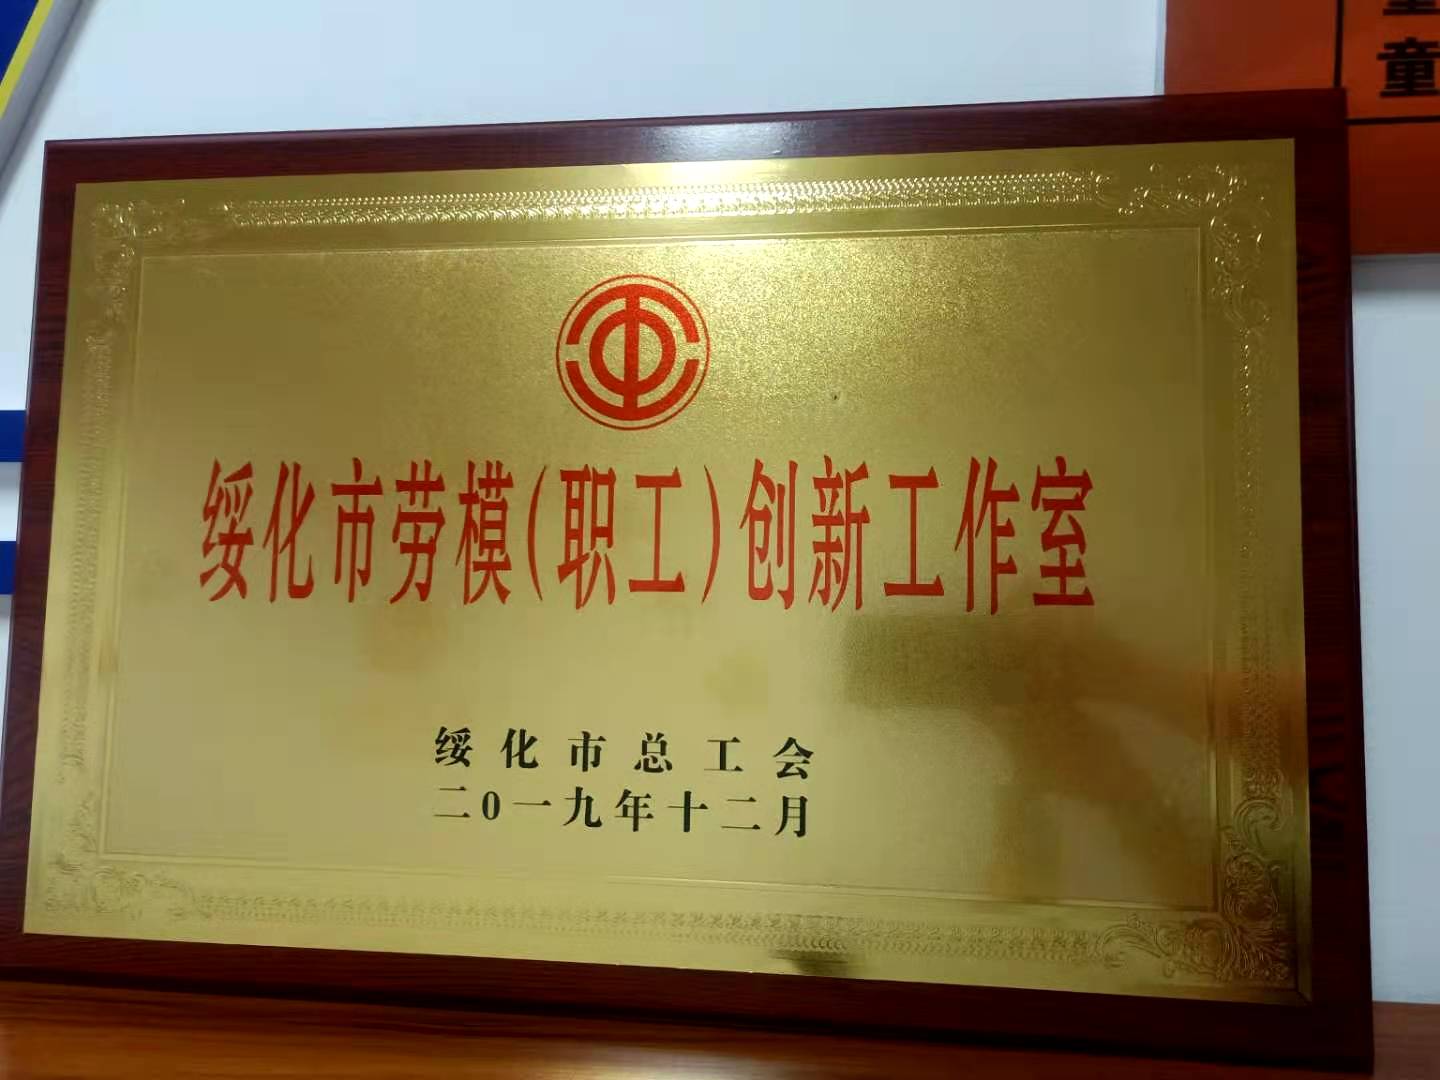 绥化市劳模(职工)创新工作室
绥化市总工会
二0一九年十二月
童